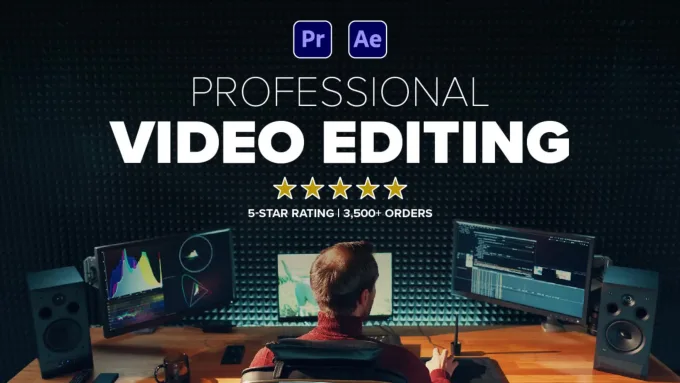 Pr Ae
PROFESSIONAL
VIDEO EDITING
5-STAR RATING | 3,500+ ORDERS